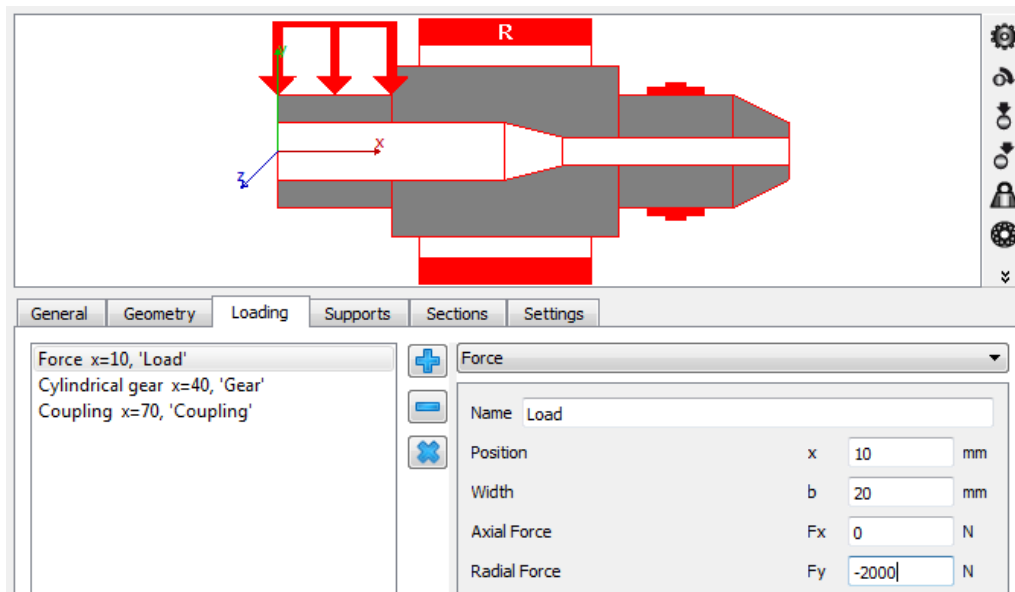 R
y
x
z
General Geometry Loading Supports Sections Settings
Force x=10, 'Load'
Cylindrical gear x=40, 'Gear'
Coupling x=70, 'Coupling'
Force
Name Load
Position x 10 mm
Width b 20 mm
Axial Force Fx 0 N
Radial Force Fy -2000 N